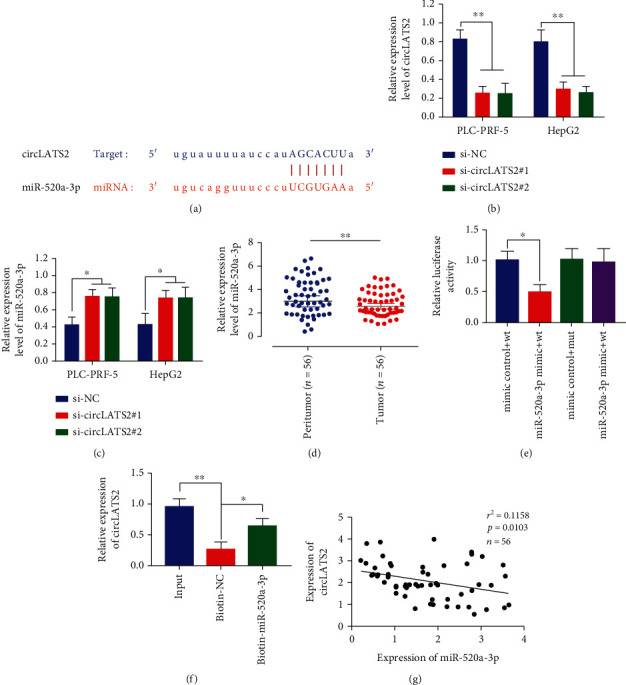 circLATS2 Target : 5′ uguauuuuauccauAGCACUUa 3′
miR-520a-3p miRNA : 3′ ugucagguuucccuUCGUGAAa 5′
(a)
Relative expression
level of circLATS2
1.2
1.0
0.8
0.6
0.4
0.2
0.0
**
**
PLC-PRF-5 HepG2
si-NC
si-circLATS2#1
si-circLATS2#2
(b)
Relative expression
level of miR-520a-3p
1.2
1.0
0.8
0.6
0.4
0.2
0.0
*
*
PLC-PRF-5 HepG2
si-NC
si-circLATS2#1
si-circLATS2#2
(c)
Relative expression
level of miR-520a-3p
8
6
4
2
0
**
Peritumor (n = 56)
Tumor (n = 56)
(d)
Relative luciferase
activity
1.5
1.0
0.5
0.0
*
mimic control+wt
miR-520a-3p mimic+wt
mimic control+mut
miR-520a-3p mimic+wt
(e)
Relative expression
of circLATS2
1.5
1.0
0.5
0.0
**
*
Input
Biotin-NC
Biotin-miR-520a-3p
(f)
Expression of
circLATS2
5
4
3
2
1
0
r² = 0.1158
p = 0.0103
n = 56
0 1 2 3 4
Expression of miR-520a-3p
(g)